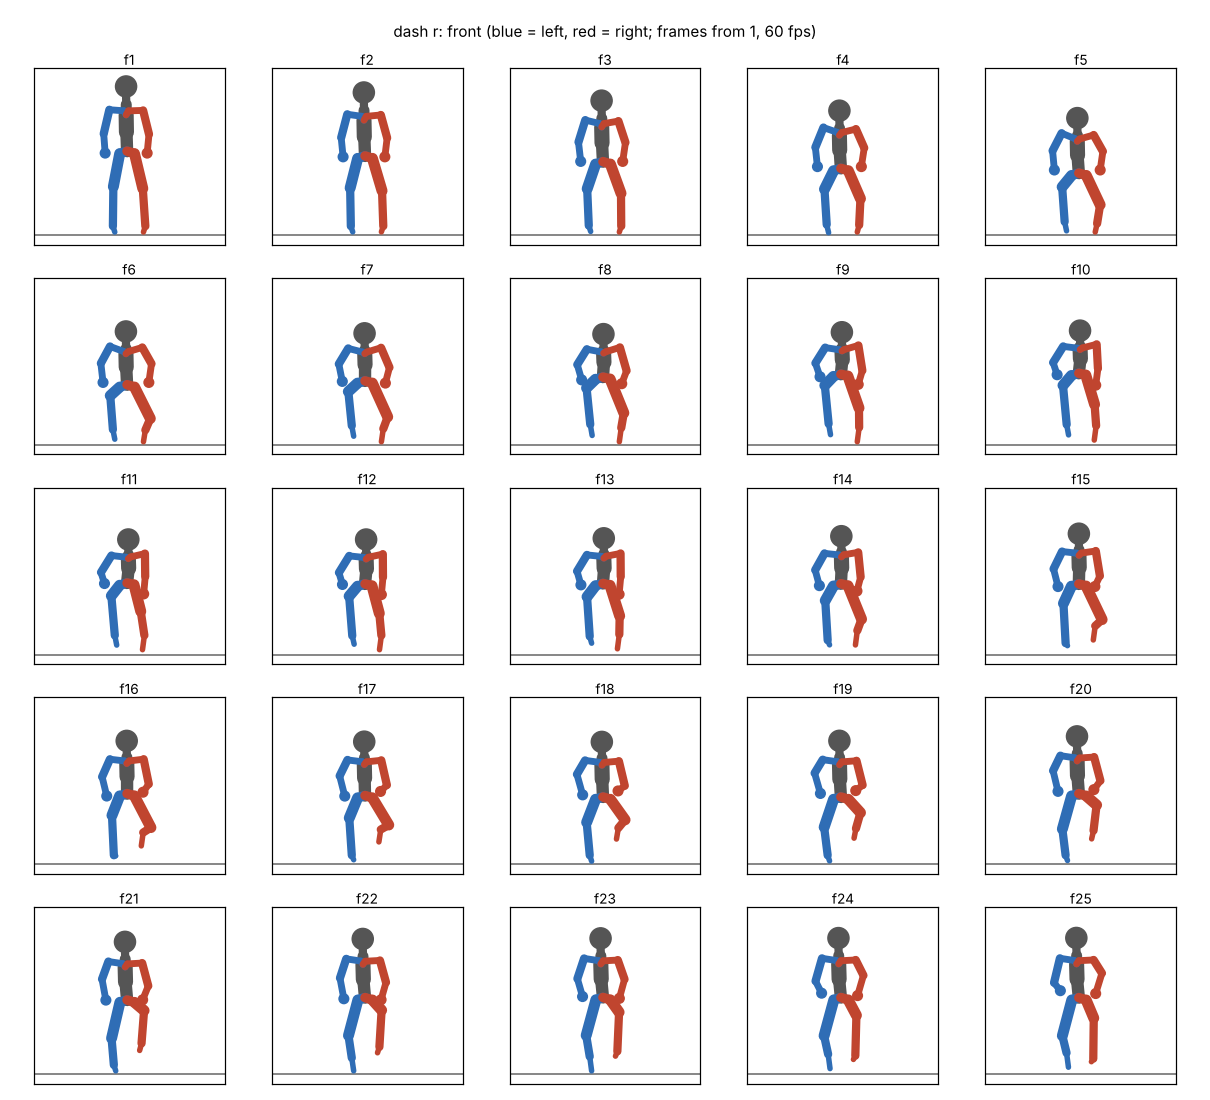 dash r: front (blue = left, red = right; frames from 1, 60 fps)
f1 f2 f3 f4 f5
f6 f7 f8 f9 f10
f11 f12 f13 f14 f15
f16 f17 f18 f19 f20
f21 f22 f23 f24 f25